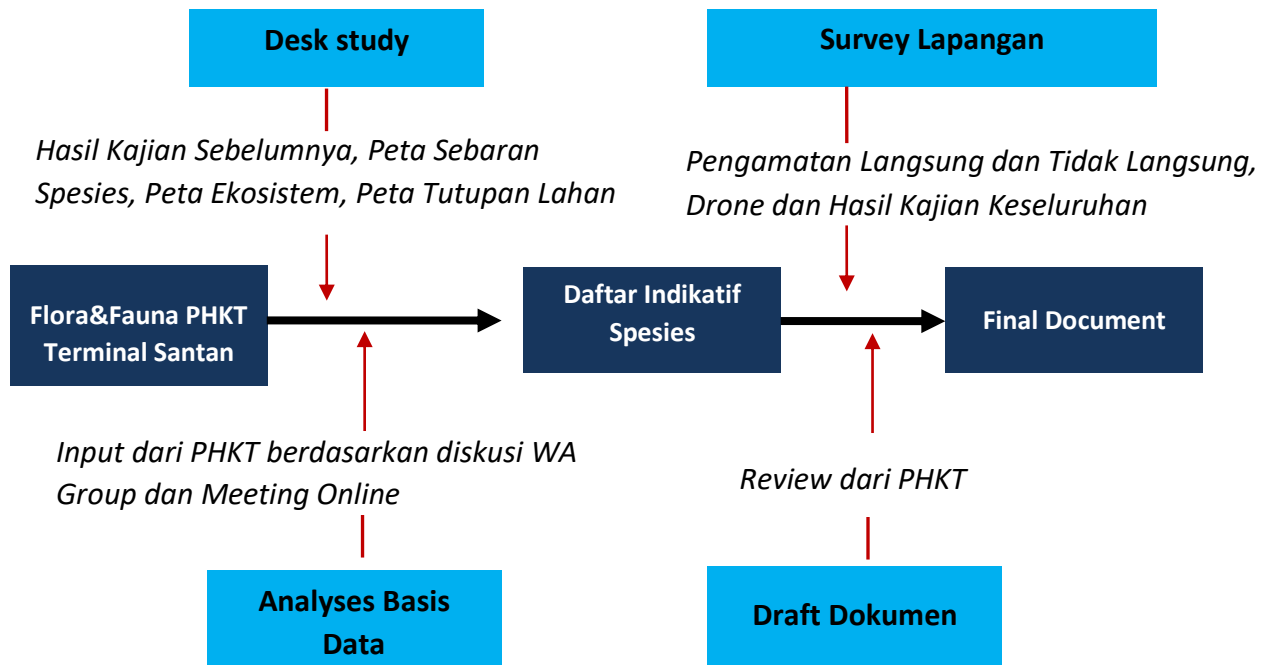 Desk study
Survey Lapangan
Hasil Kajian Sebelumnya, Peta Sebaran
Spesies, Peta Ekosistem, Peta Tutupan Lahan
Pengamatan Langsung dan Tidak Langsung,
Drone dan Hasil Kajian Keseluruhan
Flora&Fauna PHKT
Terminal Santan
Daftar Indikatif
Spesies
Final Document
Input dari PHKT berdasarkan diskusi WA
Group dan Meeting Online
Review dari PHKT
Analyses Basis
Data
Draft Dokumen